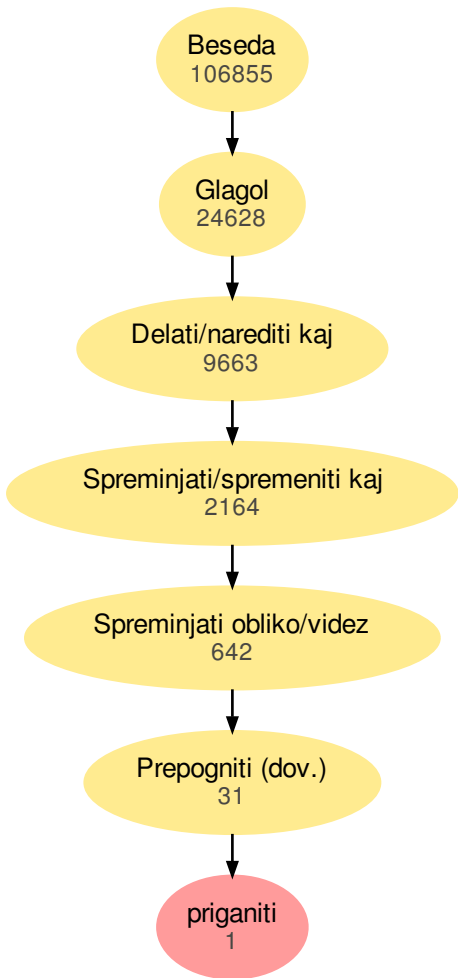 Beseda
106855
Glagol
24628
Delati/narediti kaj
9663
Spreminjati/spremeniti kaj
2164
Spreminjati obliko/videz
642
Prepogniti (dov.)
31
priganiti
1